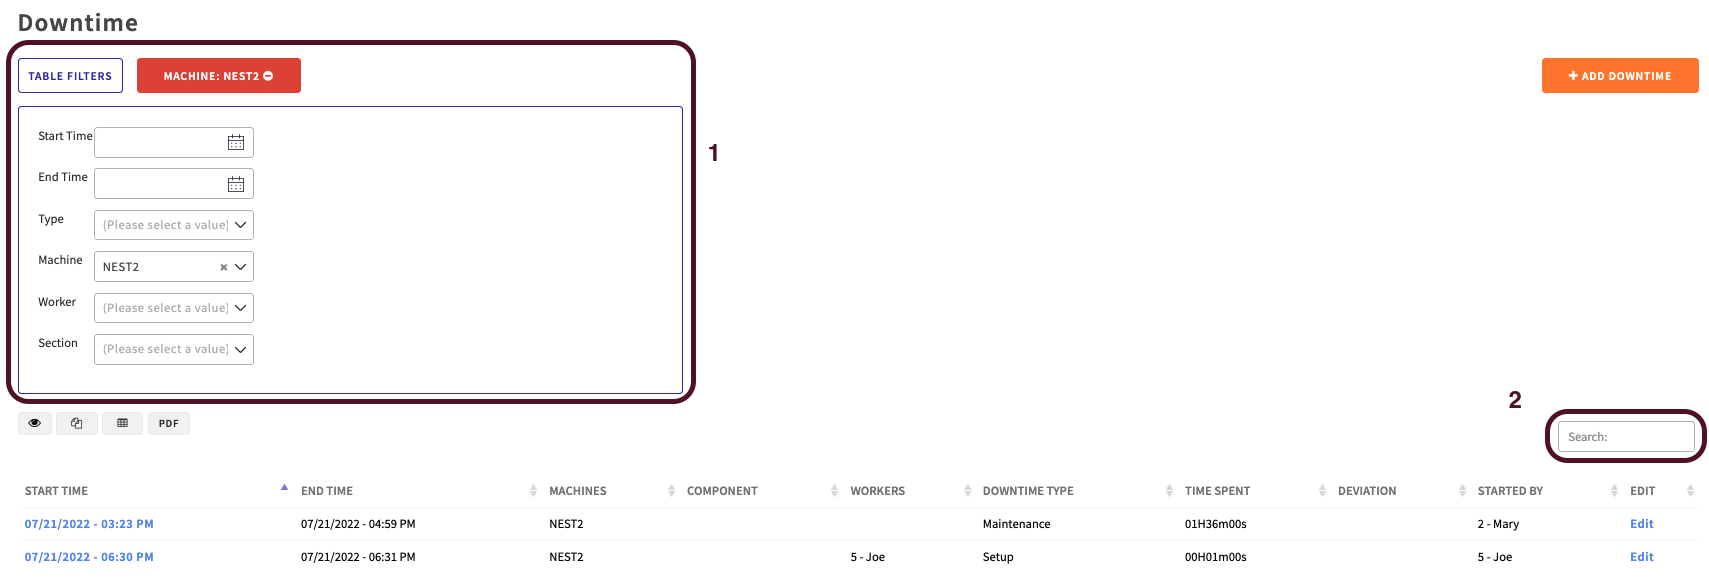 Downtime
TABLE FILTERS
MACHINE: NEST2
+ ADD DOWNTIME
Start Time
End Time
Type (Please select a value)
Machine NEST2
Worker (Please select a value)
Section (Please select a value)
1
PDF
2
Search:
START TIME END TIME MACHINES COMPONENT WORKERS DOWNTIME TYPE TIME SPENT DEVIATION STARTED BY EDIT
07/21/2022 - 03:23 PM 07/21/2022 - 04:59 PM NEST2 Maintenance 01H36m00s 2 - Mary Edit
07/21/2022 - 06:30 PM 07/21/2022 - 06:31 PM NEST2 5 - Joe Setup 00H01m00s 5 - Joe Edit